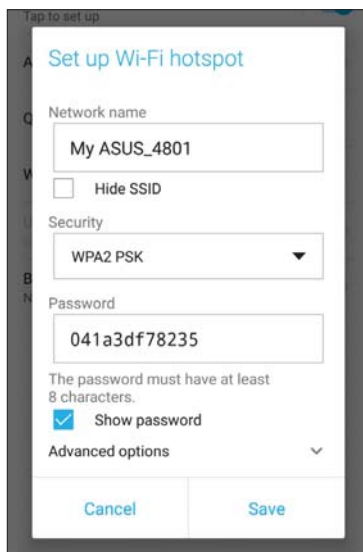 Tap to set up
Set up Wi-Fi hotspot
Network name
My ASUS_4801
Hide SSID
Security
WPA2 PSK
Password
041a3df78235
The password must have at least
8 characters.
Show password
Advanced options
Cancel
Save